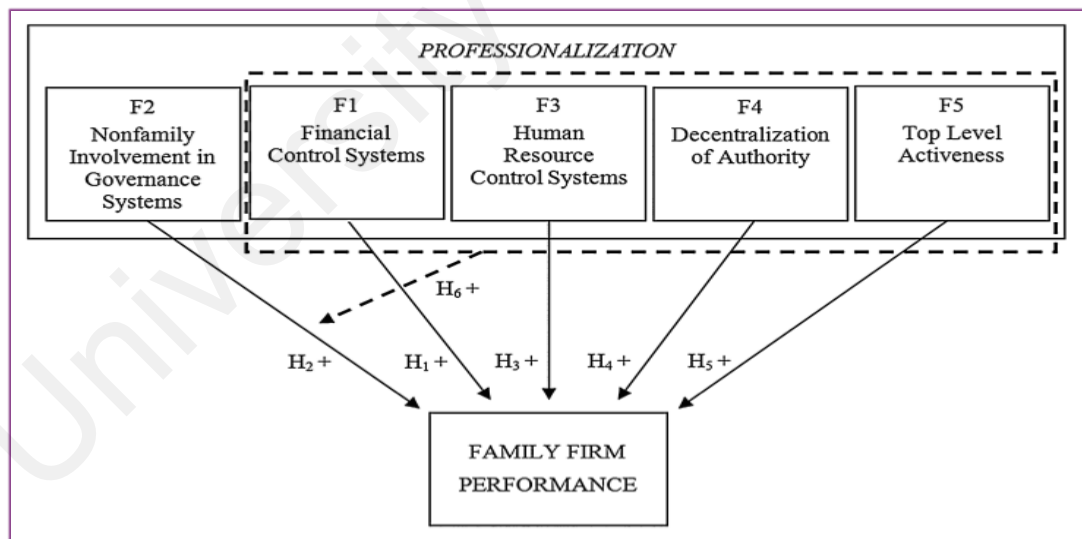 PROFESSIONALIZATION
F2
Nonfamily
Involvement in
Governance
Systems
F1
Financial
Control Systems
F3
Human
Resource
Control Systems
F4
Decentralization
of Authority
F5
Top Level
Activeness
H6 +
H2 +
H1 +
H3 +
H4 +
H5 +
FAMILY FIRM
PERFORMANCE
University